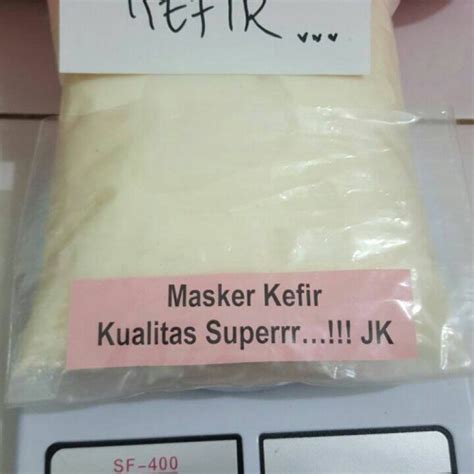 KEFIR ...
Masker Kefir
Kualitas Superrr...!!! JK
SF-400